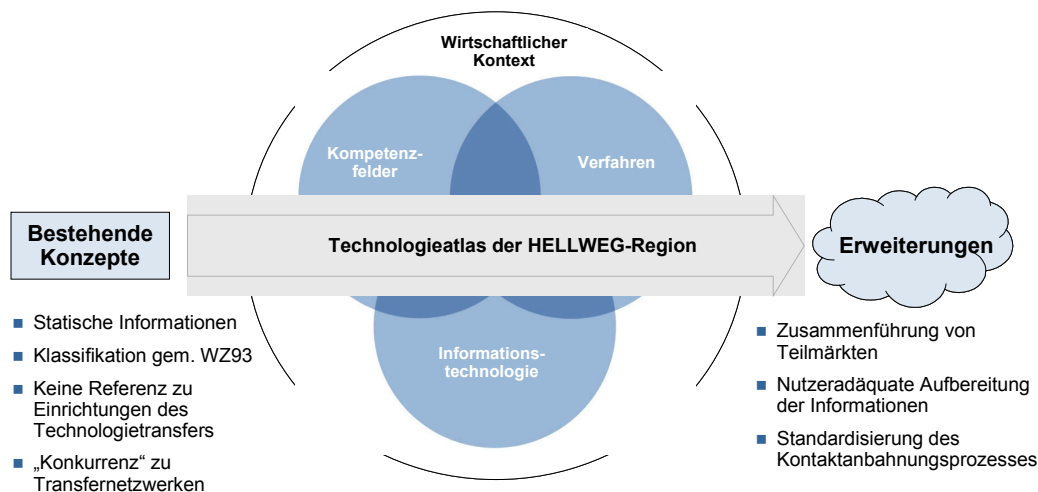 Wirtschaftlicher
Kontext
Kompetenz-
felder
Verfahren
Bestehende
Konzepte
Technologieatlas der HELLWEG-Region
Erweiterungen
Informations-
technologie
■ Statische Informationen
■ Klassifikation gem. WZ93
■ Keine Referenz zu
Einrichtungen des
Technologietransfers
■ „Konkurrenz“ zu
Transfernetzwerken
■ Zusammenführung von
Teilmärkten
■ Nutzeradäquate Aufbereitung
der Informationen
■ Standardisierung des
Kontaktanbahnungsprozesses